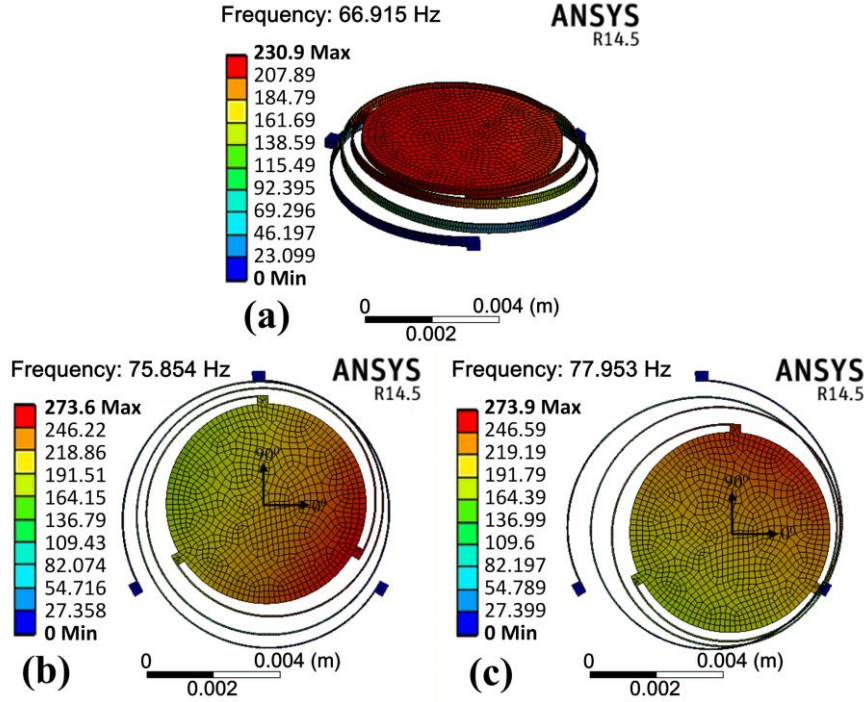 Frequency: 66.915 Hz
ANSYS
R14.5
230.9 Max
207.89
184.79
161.69
138.59
115.49
92.395
69.296
46.197
23.099
0 Min
(a)
0 0.004 (m)
0.002
Frequency: 75.854 Hz
ANSYS
R14.5
273.6 Max
246.22
218.86
191.51
164.15
136.79
109.43
82.074
54.716
27.358
0 Min
90⁰
0⁰
(b)
0 0.004 (m)
0.002
Frequency: 77.953 Hz
ANSYS
R14.5
273.9 Max
246.59
219.19
191.79
164.39
136.99
109.6
82.197
54.789
27.399
0 Min
90⁰
0⁰
(c)
0 0.004 (m)
0.002